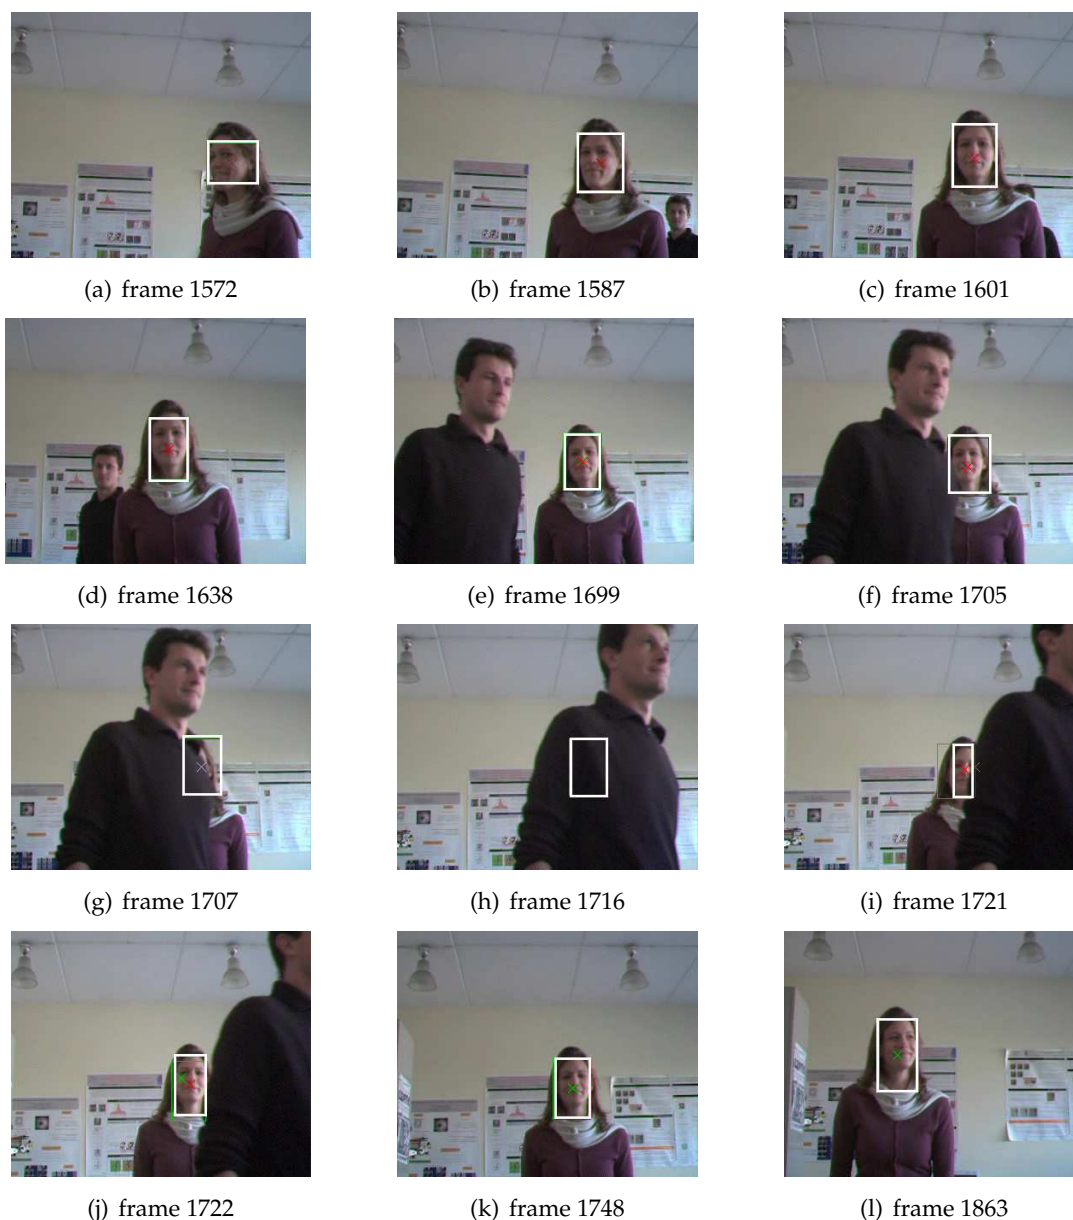 (a) frame 1572
(b) frame 1587
(c) frame 1601
(d) frame 1638
(e) frame 1699
(f) frame 1705
(g) frame 1707
(h) frame 1716
(i) frame 1721
(j) frame 1722
(k) frame 1748
(l) frame 1863